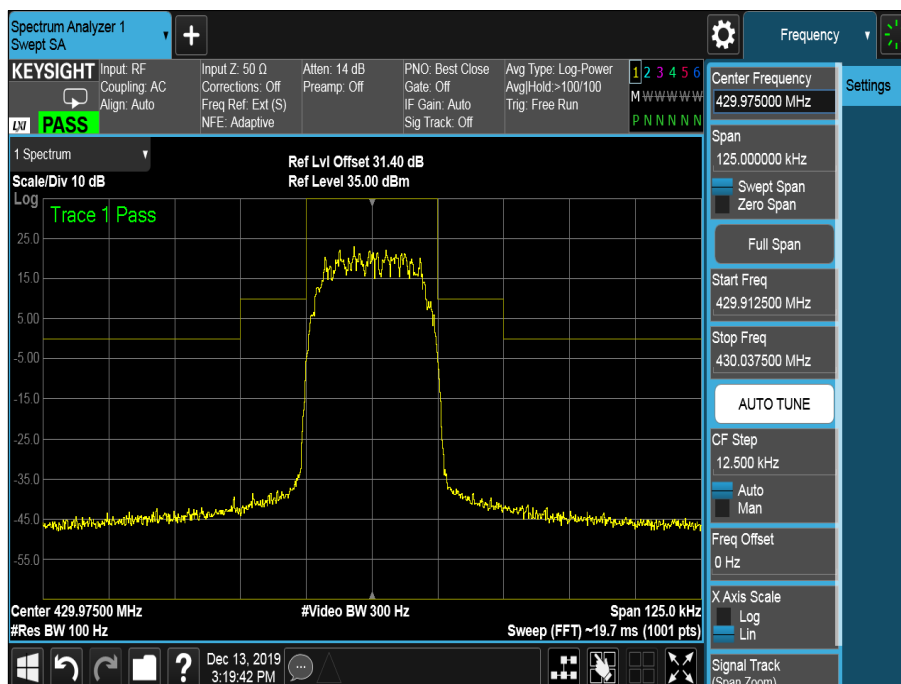 Spectrum Analyzer 1
Swept SA
Frequency
KEYSIGHT
LXI
PASS
Input: RF
Coupling: AC
Align: Auto
Input Z: 50 Ω
Corrections: Off
Freq Ref: Ext (S)
NFE: Adaptive
Atten: 14 dB
Preamp: Off
PNO: Best Close
Gate: Off
IF Gain: Auto
Sig Track: Off
Avg Type: Log-Power
Avg|Hold:>100/100
Trig: Free Run
1 2 3 4 5 6
M W W W W W
P N N N N N
1 Spectrum
Scale/Div 10 dB
Ref Lvl Offset 31.40 dB
Ref Level 35.00 dBm
Log
Trace 1 Pass
25.0
15.0
5.00
-5.00
-15.0
-25.0
-35.0
-45.0
-55.0
Center 429.97500 MHz
#Video BW 300 Hz
Span 125.0 kHz
#Res BW 100 Hz
Sweep (FFT) ~19.7 ms (1001 pts)
Dec 13, 2019
3:19:42 PM
Center Frequency
429.975000 MHz
Settings
Span
125.000000 kHz
Swept Span
Zero Span
Full Span
Start Freq
429.912500 MHz
Stop Freq
430.037500 MHz
AUTO TUNE
CF Step
12.500 kHz
Auto
Man
Freq Offset
0 Hz
X Axis Scale
Log
Lin
Signal Track
(Span Zoom)